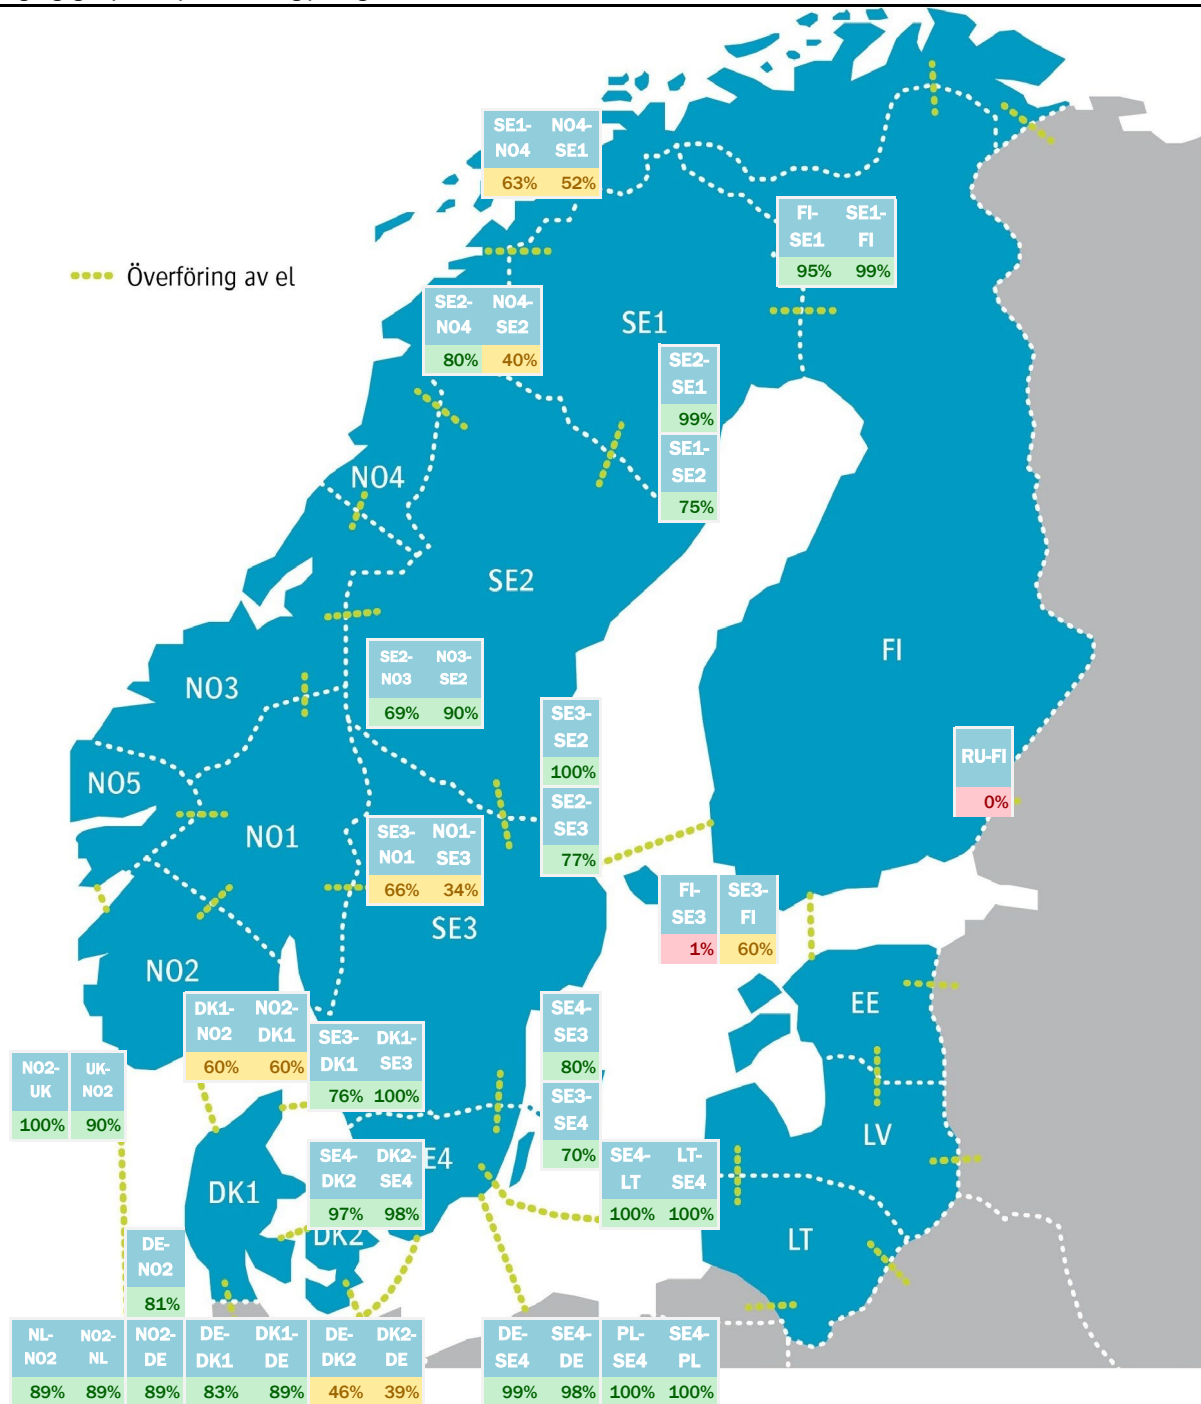 SE1- NO4-
NO4 SE1
63% 52%
FI- SE1-
SE1 FI
95% 99%
Överföring av el
SE2- NO4-
NO4 SE2
80% 40%
SE1
SE2-
SE1
99%
SE1-
SE2
75%
NO4
SE2
FI
SE2- NO3-
NO3 SE2
69% 90%
NO3
SE3-
SE2
100%
SE2-
SE3
77%
RU-FI
0%
NO5
NO1
SE3- NO1-
NO1 SE3
66% 34%
FI- SE3-
SE3 FI
1% 60%
SE3
NO2
EE
DK1- NO2-
NO2 DK1
60% 60%
SE3- DK1-
DK1 SE3
76% 100%
SE4-
SE3
80%
SE3-
SE4
70%
NO2- UK-
UK NO2
100% 90%
LV
SE4- DK2-
DK2 SE4
97% 98%
E4
SE4- LT-
LT SE4
100% 100%
DK1
DK2
LT
DE-
NO2
81%
NL- NO2- NO2- DE- DK1- DE- DK2- DE- SE4- PL- SE4-
NO2 NL DE DK1 DE DK2 DE SE4 DE SE4 PL
89% 89% 89% 83% 89% 46% 39% 99% 98% 100% 100%